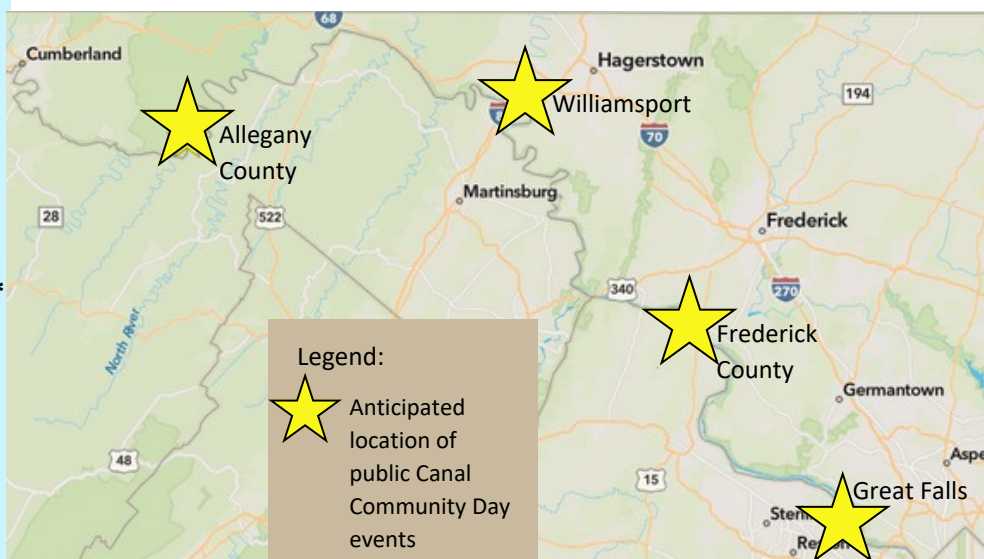 68
Cumberland
Hagerstown
Williamsport
194
Allegany
County
70
Martinsburg
28
522
Frederick
*
340
270
North River
Frederick
County
Legend:
Germantown
Anticipated
location of
public Canal
Community Day
events
48
15
Great Falls